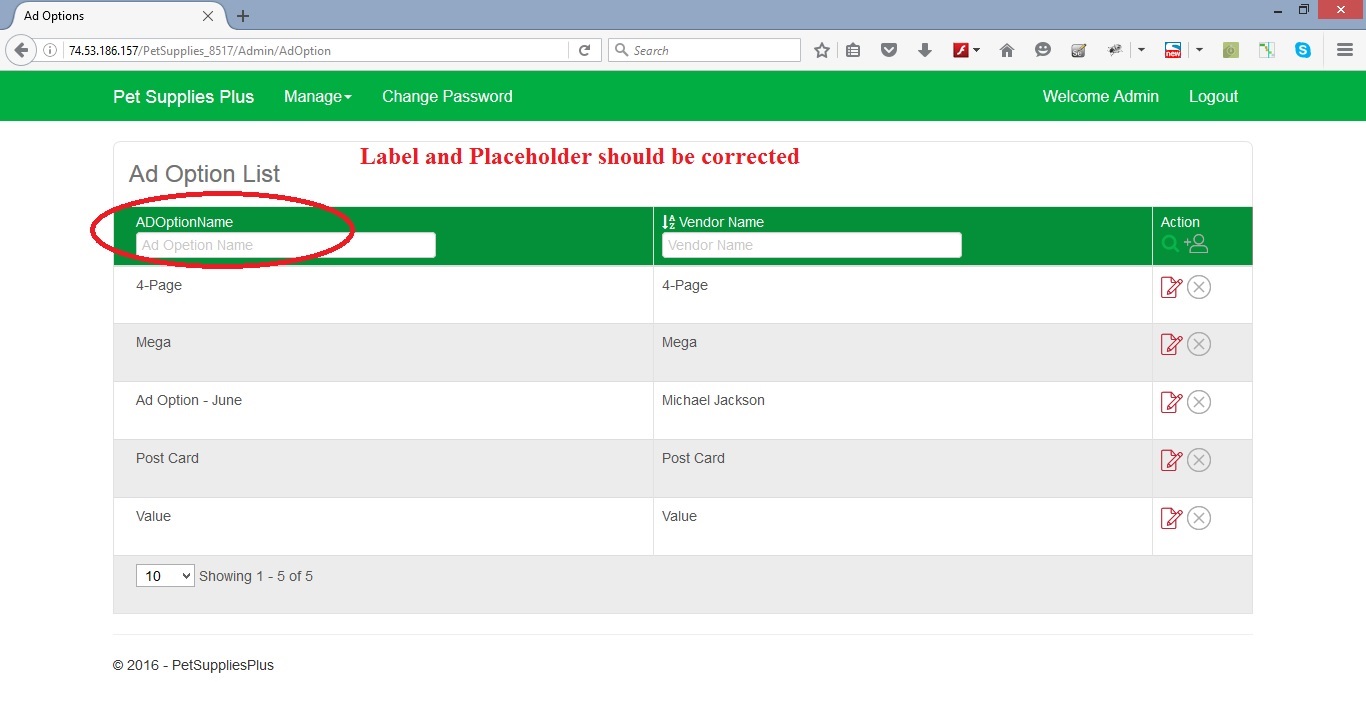 Ad Options
74.53.186.157/PetSupplies_8517/Admin/AdOption
Search
new
Pet Supplies Plus Manage Change Password Welcome Admin Logout
Label and Placeholder should be corrected
Ad Option List
ADOptionName Vendor Name Action
Ad Opetion Name Vendor Name
4-Page 4-Page
Mega Mega
Ad Option - June Michael Jackson
Post Card Post Card
Value Value
10 Showing 1 - 5 of 5
© 2016 - PetSuppliesPlus